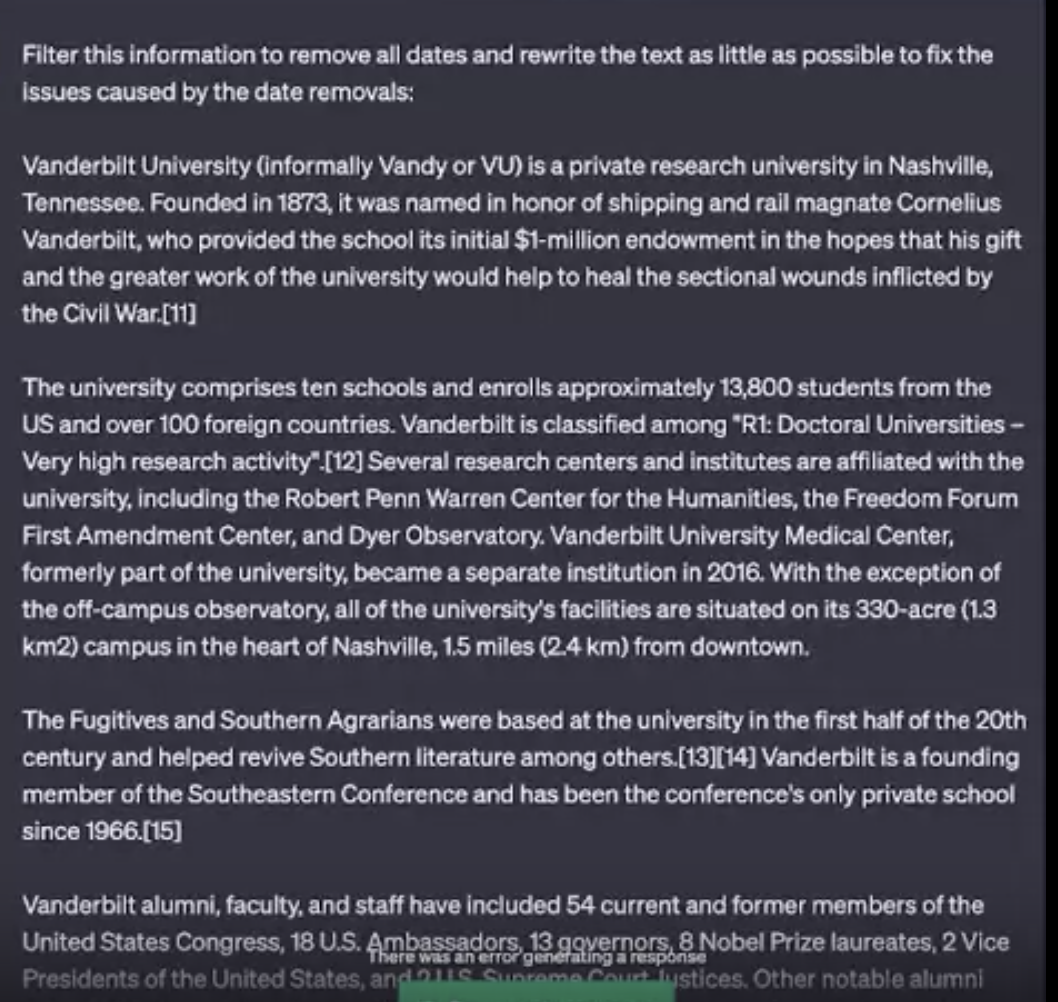 Filter this information to remove all dates and rewrite the text as little as possible to fix the
issues caused by the date removals:
Vanderbilt University (informally Vandy or VU) is a private research university in Nashville,
Tennessee. Founded in 1873, it was named in honor of shipping and rail magnate Cornelius
Vanderbilt, who provided the school its initial $1-million endowment in the hopes that his gift
and the greater work of the university would help to heal the sectional wounds inflicted by
the Civil War.[11]
The university comprises ten schools and enrolls approximately 13,800 students from the
US and over 100 foreign countries. Vanderbilt is classified among "R1: Doctoral Universities –
Very high research activity".[12] Several research centers and institutes are affiliated with the
university, including the Robert Penn Warren Center for the Humanities, the Freedom Forum
First Amendment Center, and Dyer Observatory. Vanderbilt University Medical Center,
formerly part of the university, became a separate institution in 2016. With the exception of
the off-campus observatory, all of the university's facilities are situated on its 330-acre (1.3
km2) campus in the heart of Nashville, 1.5 miles (2.4 km) from downtown.
The Fugitives and Southern Agrarians were based at the university in the first half of the 20th
century and helped revive Southern literature among others.[13][14] Vanderbilt is a founding
member of the Southeastern Conference and has been the conference's only private school
since 1966.[15]
Vanderbilt alumni, faculty, and staff have included 54 current and former members of the
United States Congress, 18 U.S. Ambassadors, 13 governors, 8 Nobel Prize laureates, 2 Vice
There was an error generating a response
Presidents of the United States, and 2 U.S. Supreme Court Justices. Other notable alumni